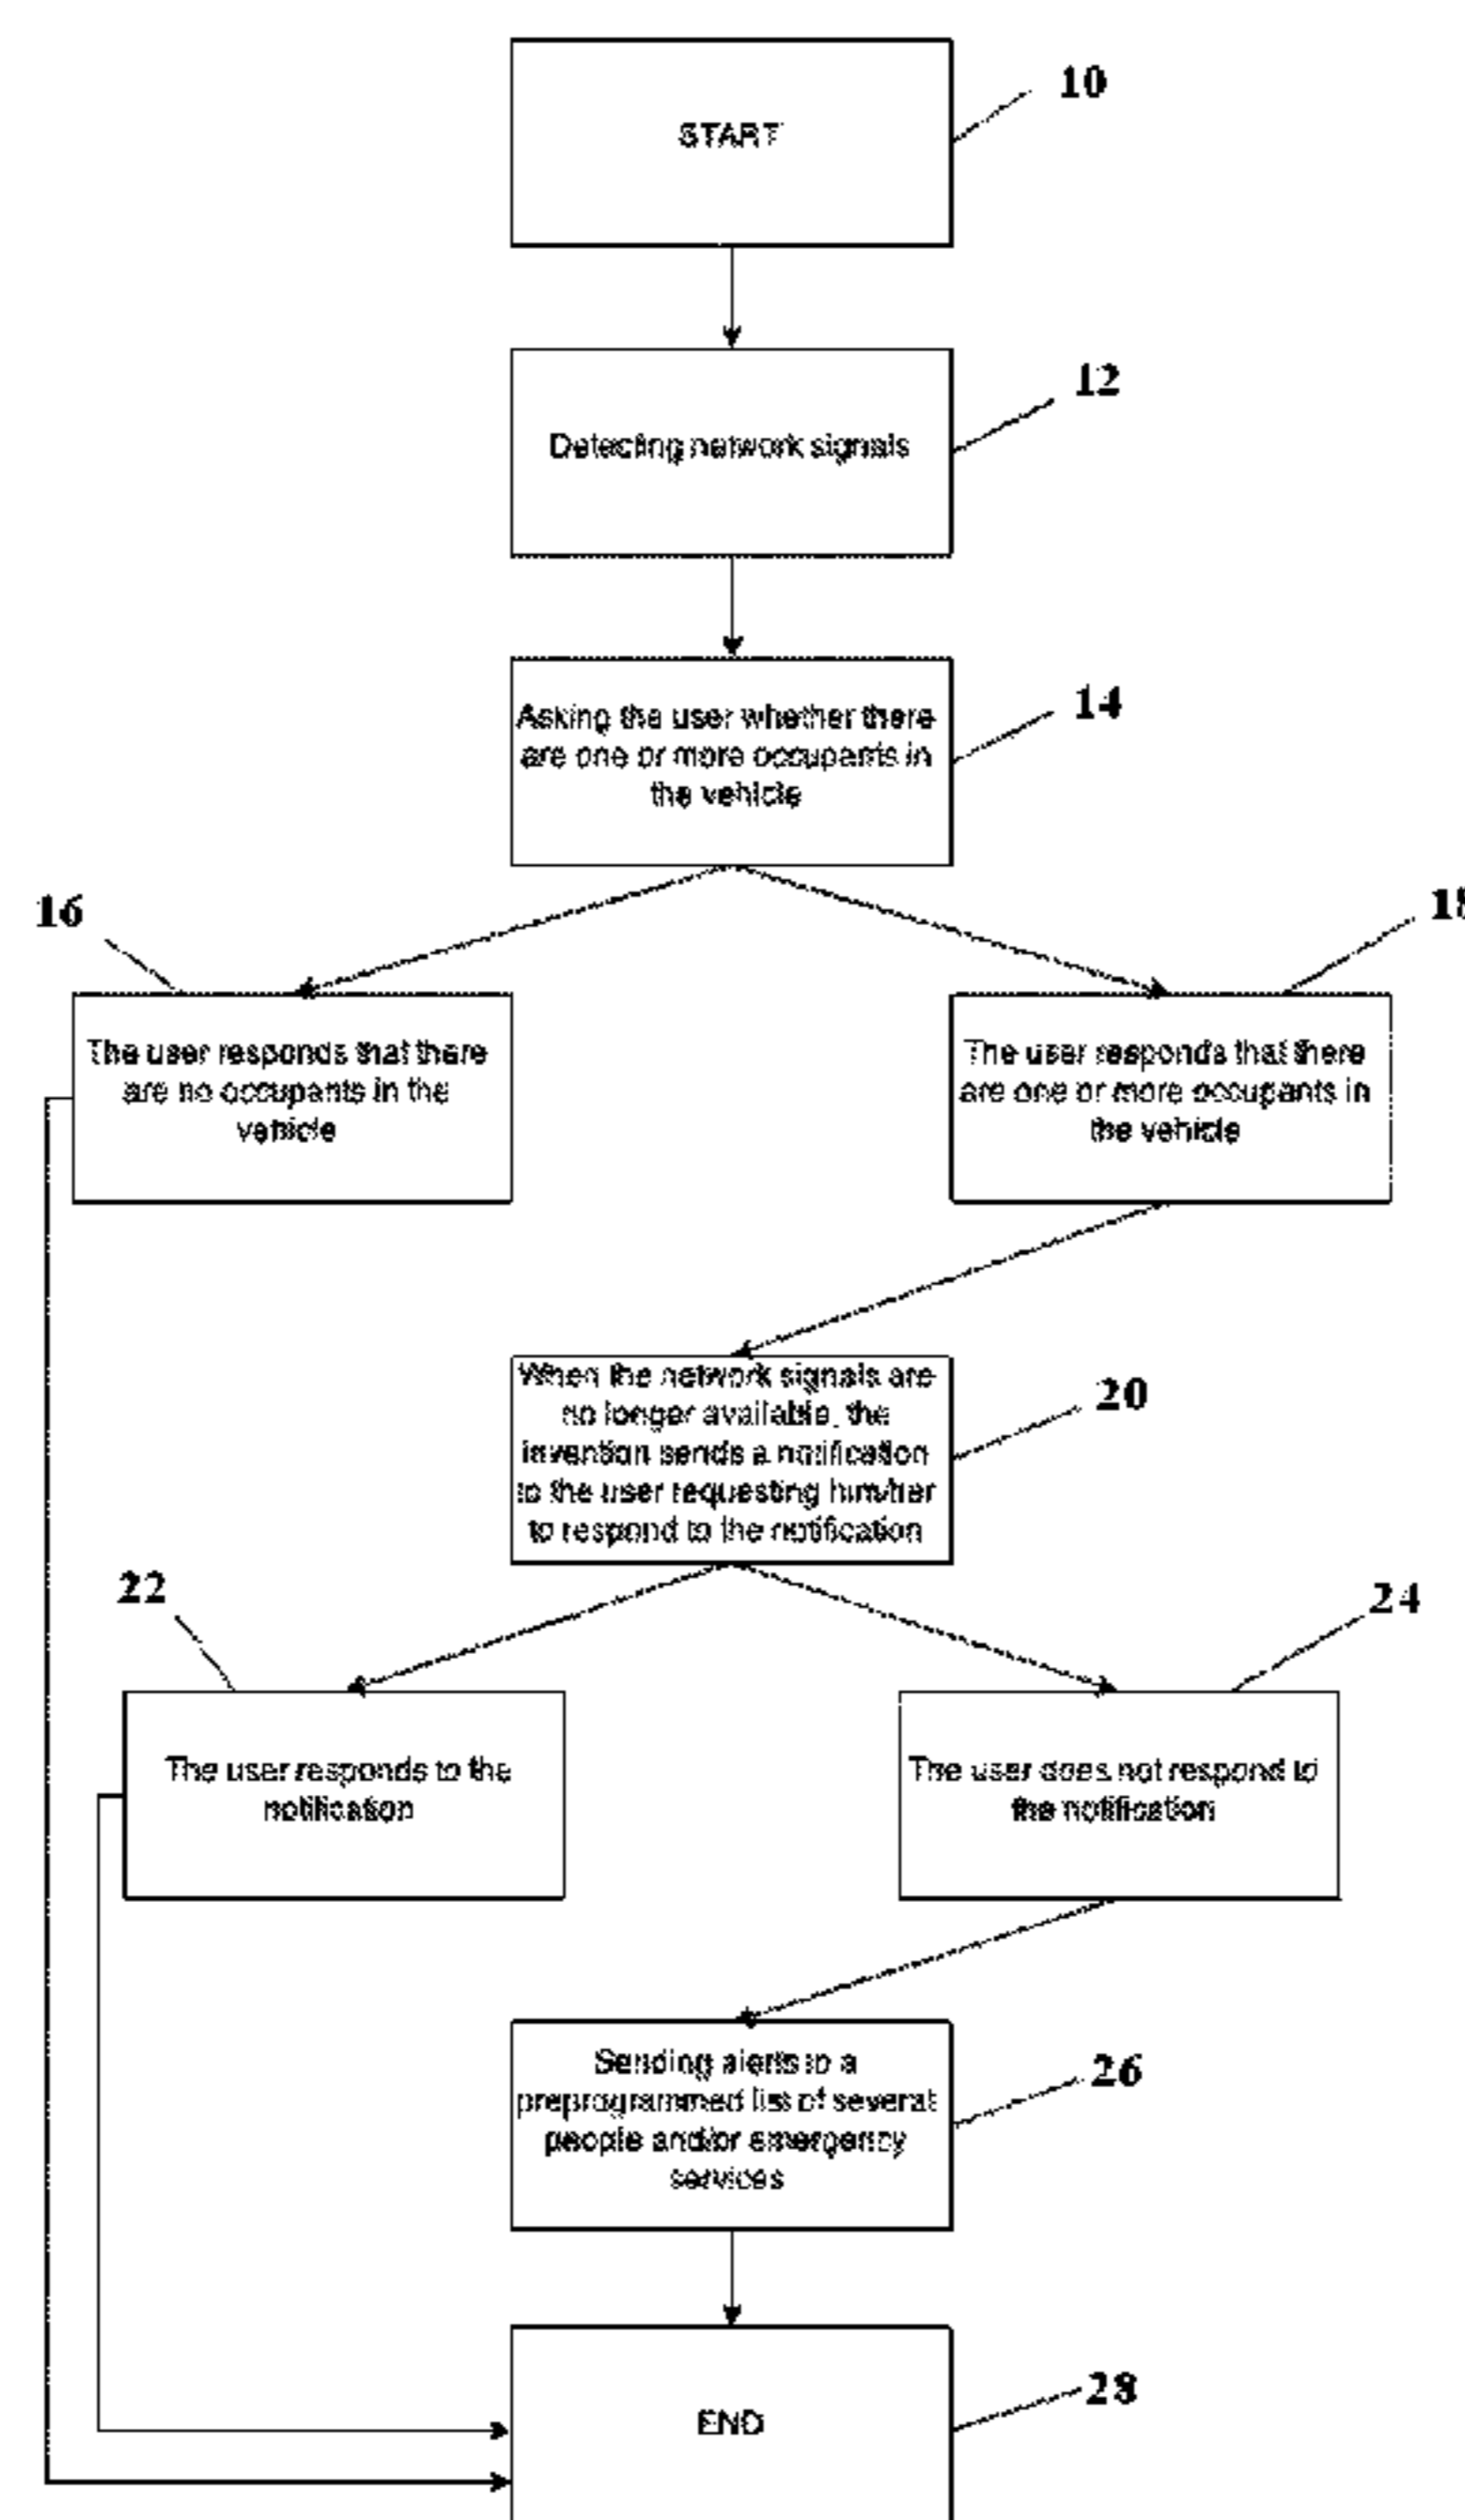 START
10
Detecting network signals
12
Asking the user whether there
are one or more occupants in
the vehicle
14
16
The user responds that there
are no occupants in the
vehicle
18
The user responds that there
are one or more occupants in
the vehicle
When the network signals are
no longer available, the
invention sends a notification
to the user requesting him/her
to respond to the notification
20
22
The user responds to the
notification
24
The user does not respond to
the notification
Sending alerts to a
preprogrammed list of several
people and/or emergency
services
26
END
28